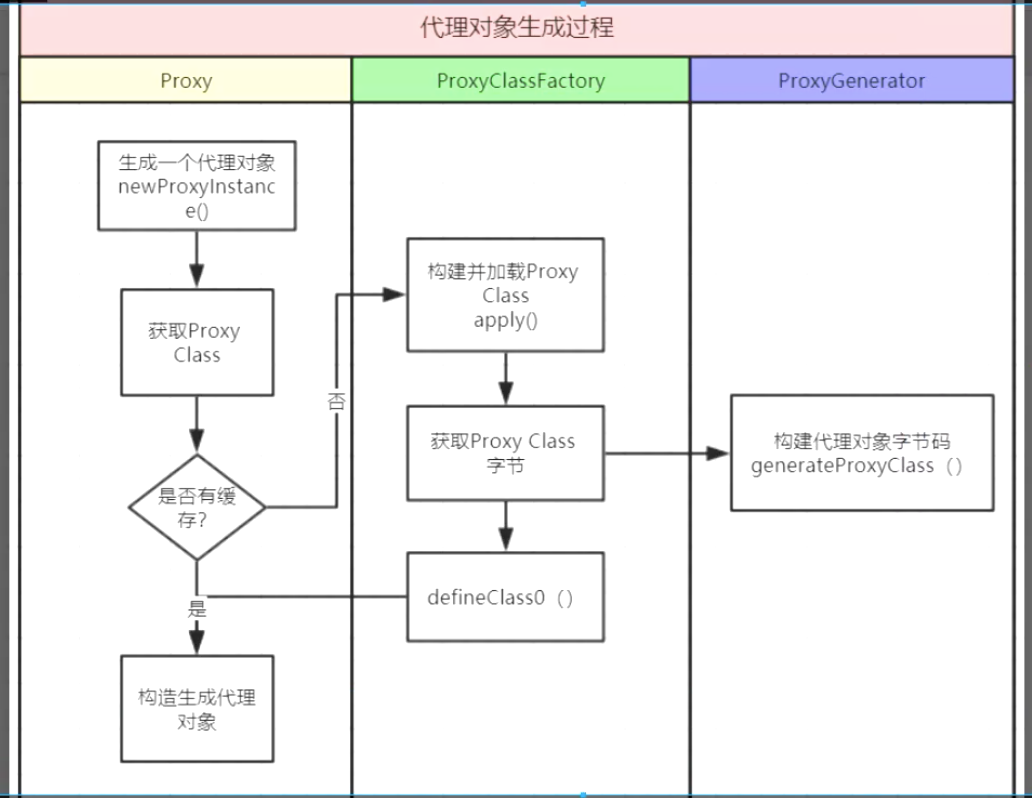 代理对象生成过程
Proxy
ProxyClassFactory
ProxyGenerator
生成一个代理对象
newProxyInstanc
e()
获取Proxy
Class
是否有缓
存？
否
是
构造生成代理
对象
构建并加载Proxy
Class
apply()
获取Proxy Class
字节
defineClass0（）
构建代理对象字节码
generateProxyClass（）